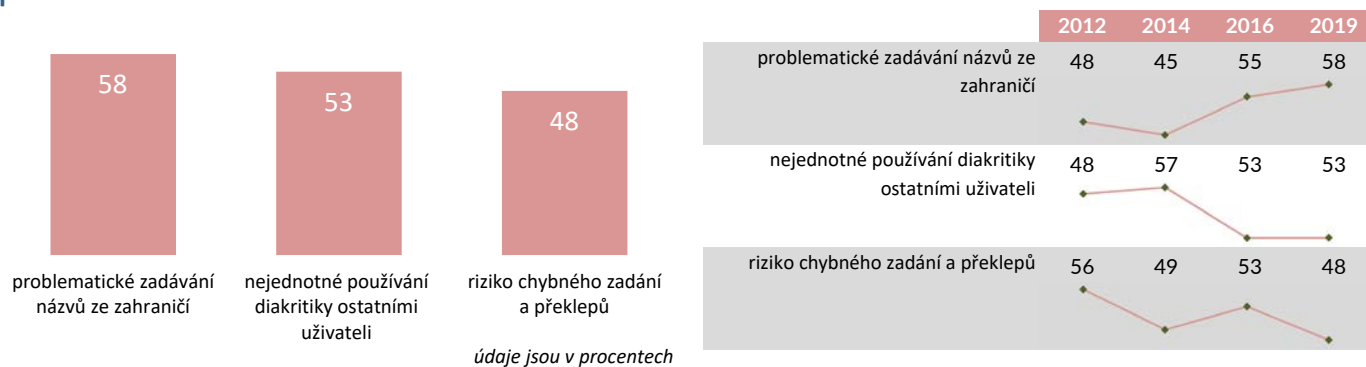 58
53
48
problematické zadávání
názvů ze zahraničí
nejednotné používání
diakritiky ostatními
uživateli
riziko chybného zadání
a překlepů
údaje jsou v procentech
2012 2014 2016 2019
problematické zadávání názvů ze 48 45 55 58
zahraničí
nejednotné používání diakritiky 48 57 53 53
ostatními uživateli
riziko chybného zadání a překlepů 56 49 53 48